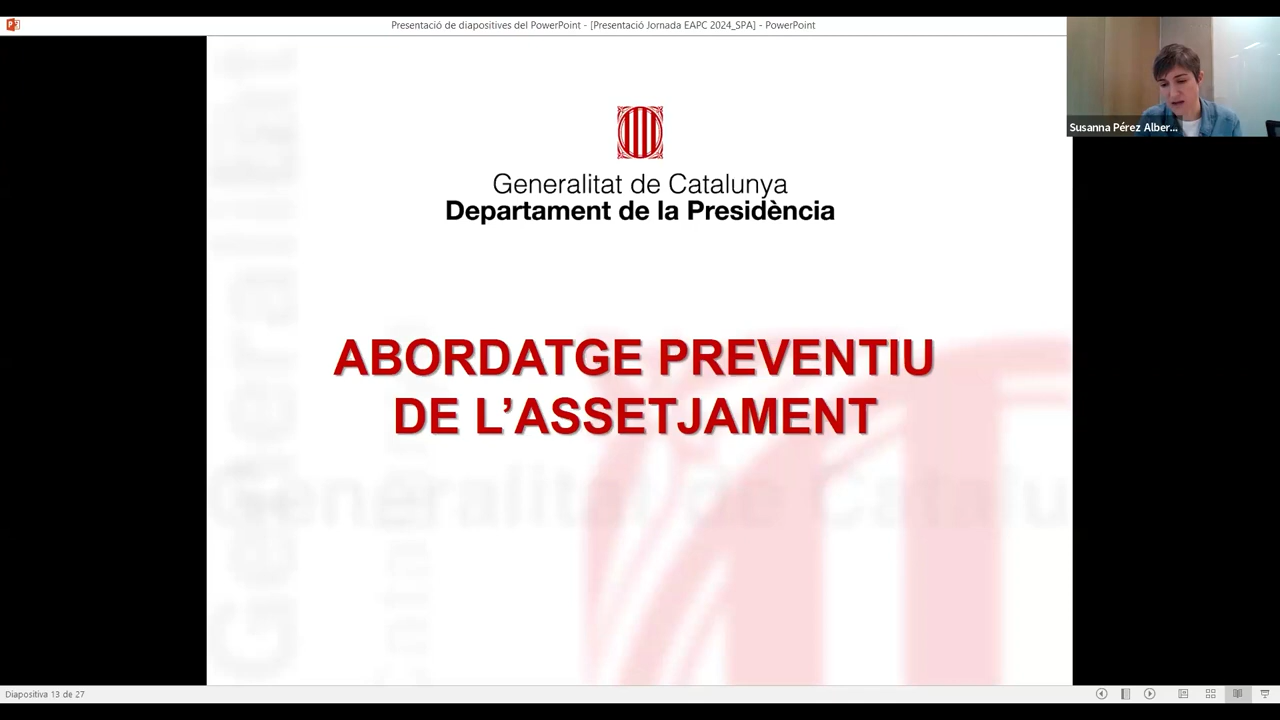 Presentació de diapositives del PowerPoint - [Presentació Jornada EAPC 2024_SPA] - PowerPoint
Susanna Pérez Alber...
Generalitat de Catalunya
Departament de la Presidència
ABORDATGE PREVENTIU
DE L’ASSETJAMENT
Diapositiva 13 de 27